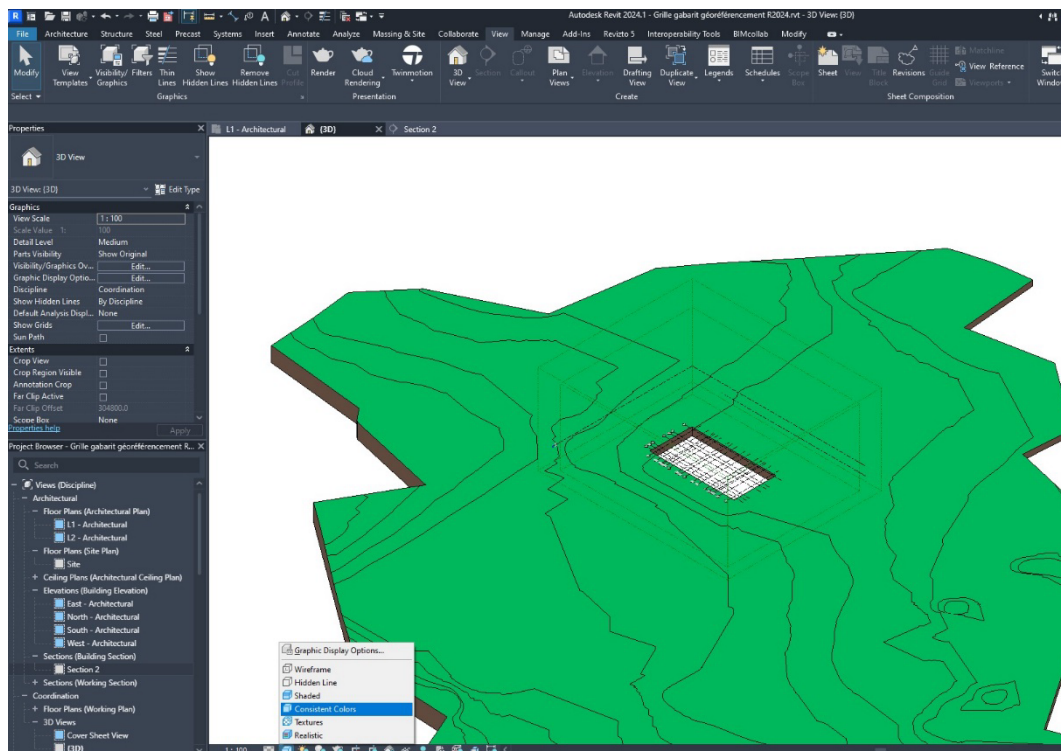 Autodesk Revit 2024.1 - Grille gabarit géoréférencement R2024.rvt - 3D View: {3D}
File Architecture Structure Steel Precast Systems Insert Annotate Analyze Massing & Site Collaborate View Manage Add-Ins Revizto 5 Interoperability Tools BIMcollab Modify
Modify
View Templates
Visibility/ Graphics
Filters
Thin Lines
Show Hidden Lines
Remove Hidden Lines
Cut Profile
Render
Cloud Rendering
Twinmotion
3D View
Section
Callout
Plan Views
Elevation
Drafting View
Duplicate View
Legends
Schedules
Scope Box
Sheet
View
Title Block
Revisions
Guide Grid
Matchline
View Reference
Viewports
Switch Window
Select Graphics Presentation Create Sheet Composition
Properties
L1 - Architectural {3D} Section 2
3D View
3D View: {3D} Edit Type
Graphics
View Scale 1 : 100
Scale Value 1: 100
Detail Level Medium
Parts Visibility Show Original
Visibility/Graphics Ov... Edit...
Graphic Display Optio... Edit...
Discipline Coordination
Show Hidden Lines By Discipline
Default Analysis Displ... None
Show Grids Edit...
Sun Path
Extents
Crop View
Crop Region Visible
Annotation Crop
Far Clip Active
Far Clip Offset 304800.0
Scope Box None
Properties help Apply
Project Browser - Grille gabarit géoréférencement R...
Search
Views (Discipline)
Architectural
Floor Plans (Architectural Plan)
L1 - Architectural
L2 - Architectural
Floor Plans (Site Plan)
Site
Ceiling Plans (Architectural Ceiling Plan)
Elevations (Building Elevation)
East - Architectural
North - Architectural
South - Architectural
West - Architectural
Sections (Building Section)
Section 2
Sections (Working Section)
Coordination
Floor Plans (Working Plan)
3D Views
Cover Sheet View
{3D}
Graphic Display Options...
Wireframe
Hidden Line
Shaded
Consistent Colors
Textures
Realistic
1 : 100